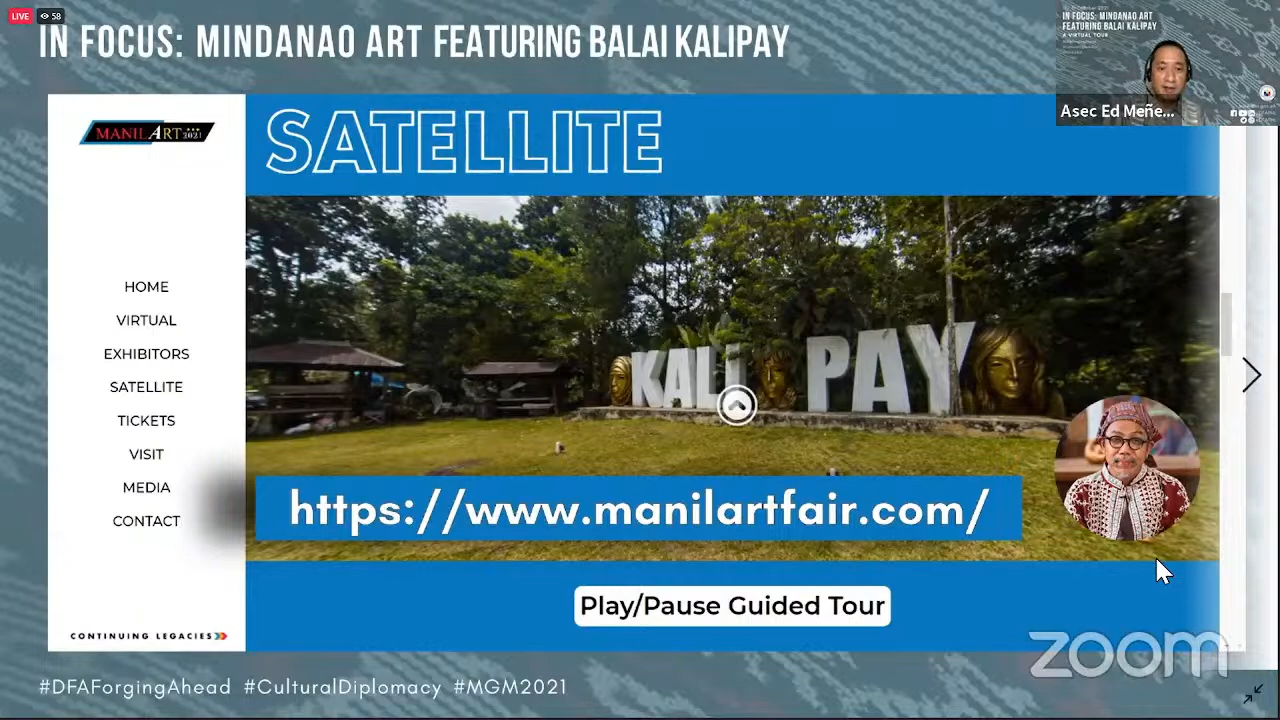 LIVE 58
IN FOCUS: MINDANAO ART FEATURING BALAI KALIPAY
IN FOCUS: MINDANAO ART
FEATURING BALAI KALIPAY
A VIRTUAL TOUR
Asec Ed Meñe...
MANILART 2021
SATELLITE
HOME
VIRTUAL
EXHIBITORS
SATELLITE
TICKETS
VISIT
MEDIA
CONTACT
KALI PAY
https://www.manilartfair.com/
Play/Pause Guided Tour
CONTINUING LEGACIES
zoom
#DFAForgingAhead #CulturalDiplomacy #MGM2021